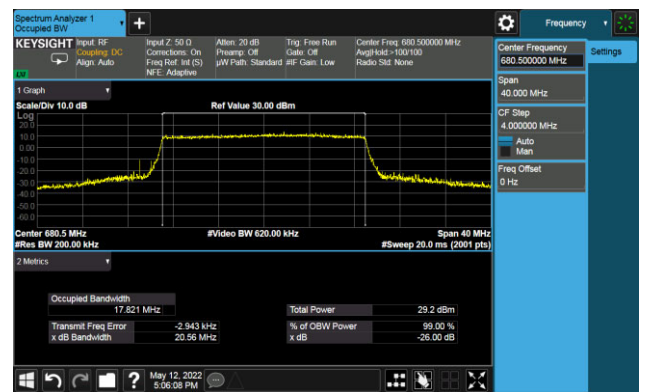 Spectrum Analyzer 1
Occupied BW
Frequency
KEYSIGHT
Input: RF
Coupling: DC
Align: Auto
Input Z: 50 Ω
Corrections: On
Freq Ref: Int (S)
NFE: Adaptive
Atten: 20 dB
Preamp: Off
µW Path: Standard
Trig: Free Run
Gate: Off
#IF Gain: Low
Center Freq: 680.500000 MHz
Avg|Hold:>100/100
Radio Std: None
Center Frequency
680.500000 MHz
Settings
Span
40.000 MHz
CF Step
4.000000 MHz
Auto
Man
Freq Offset
0 Hz
1 Graph
Scale/Div 10.0 dB
Ref Value 30.00 dBm
Log
20.0
10.0
0.00
-10.0
-20.0
-30.0
-40.0
-50.0
-60.0
Center 680.5 MHz
#Video BW 620.00 kHz
Span 40 MHz
#Res BW 200.00 kHz
#Sweep 20.0 ms (2001 pts)
2 Metrics
Occupied Bandwidth
17.821 MHz
Total Power 29.2 dBm
Transmit Freq Error -2.943 kHz
% of OBW Power 99.00 %
x dB Bandwidth 20.56 MHz
x dB -26.00 dB
?
May 12, 2022
5:06:08 PM